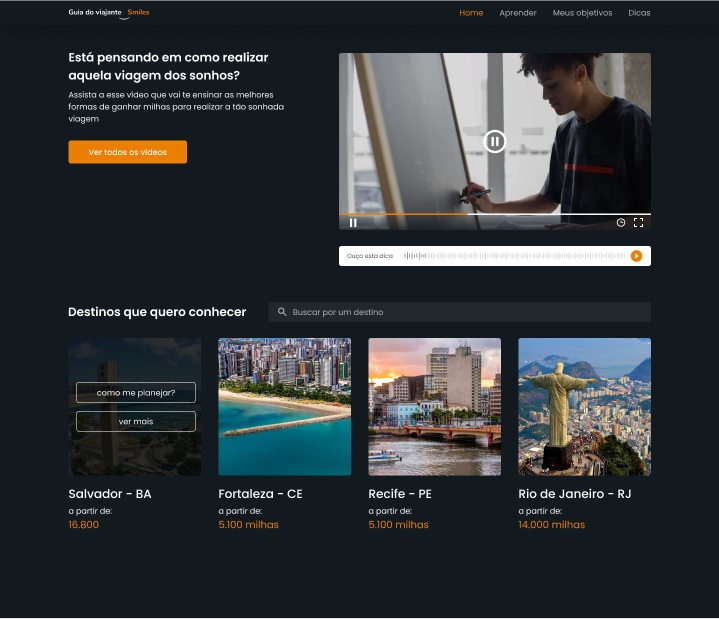 Guia do viajante Smiles
Home Aprender Meus objetivos Dicas
Está pensando em como realizar
aquela viagem dos sonhos?
Assista a esse vídeo que vai te ensinar as melhores
formas de ganhar milhas para realizar a tão sonhada
viagem
Ver todos os vídeos
Ouça esta dica
Destinos que quero conhecer
Buscar por um destino
como me planejar?
ver mais
Salvador - BA
a partir de:
16.800
Fortaleza - CE
a partir de:
5.100 milhas
Recife - PE
a partir de:
5.100 milhas
Rio de Janeiro - RJ
a partir de:
14.000 milhas